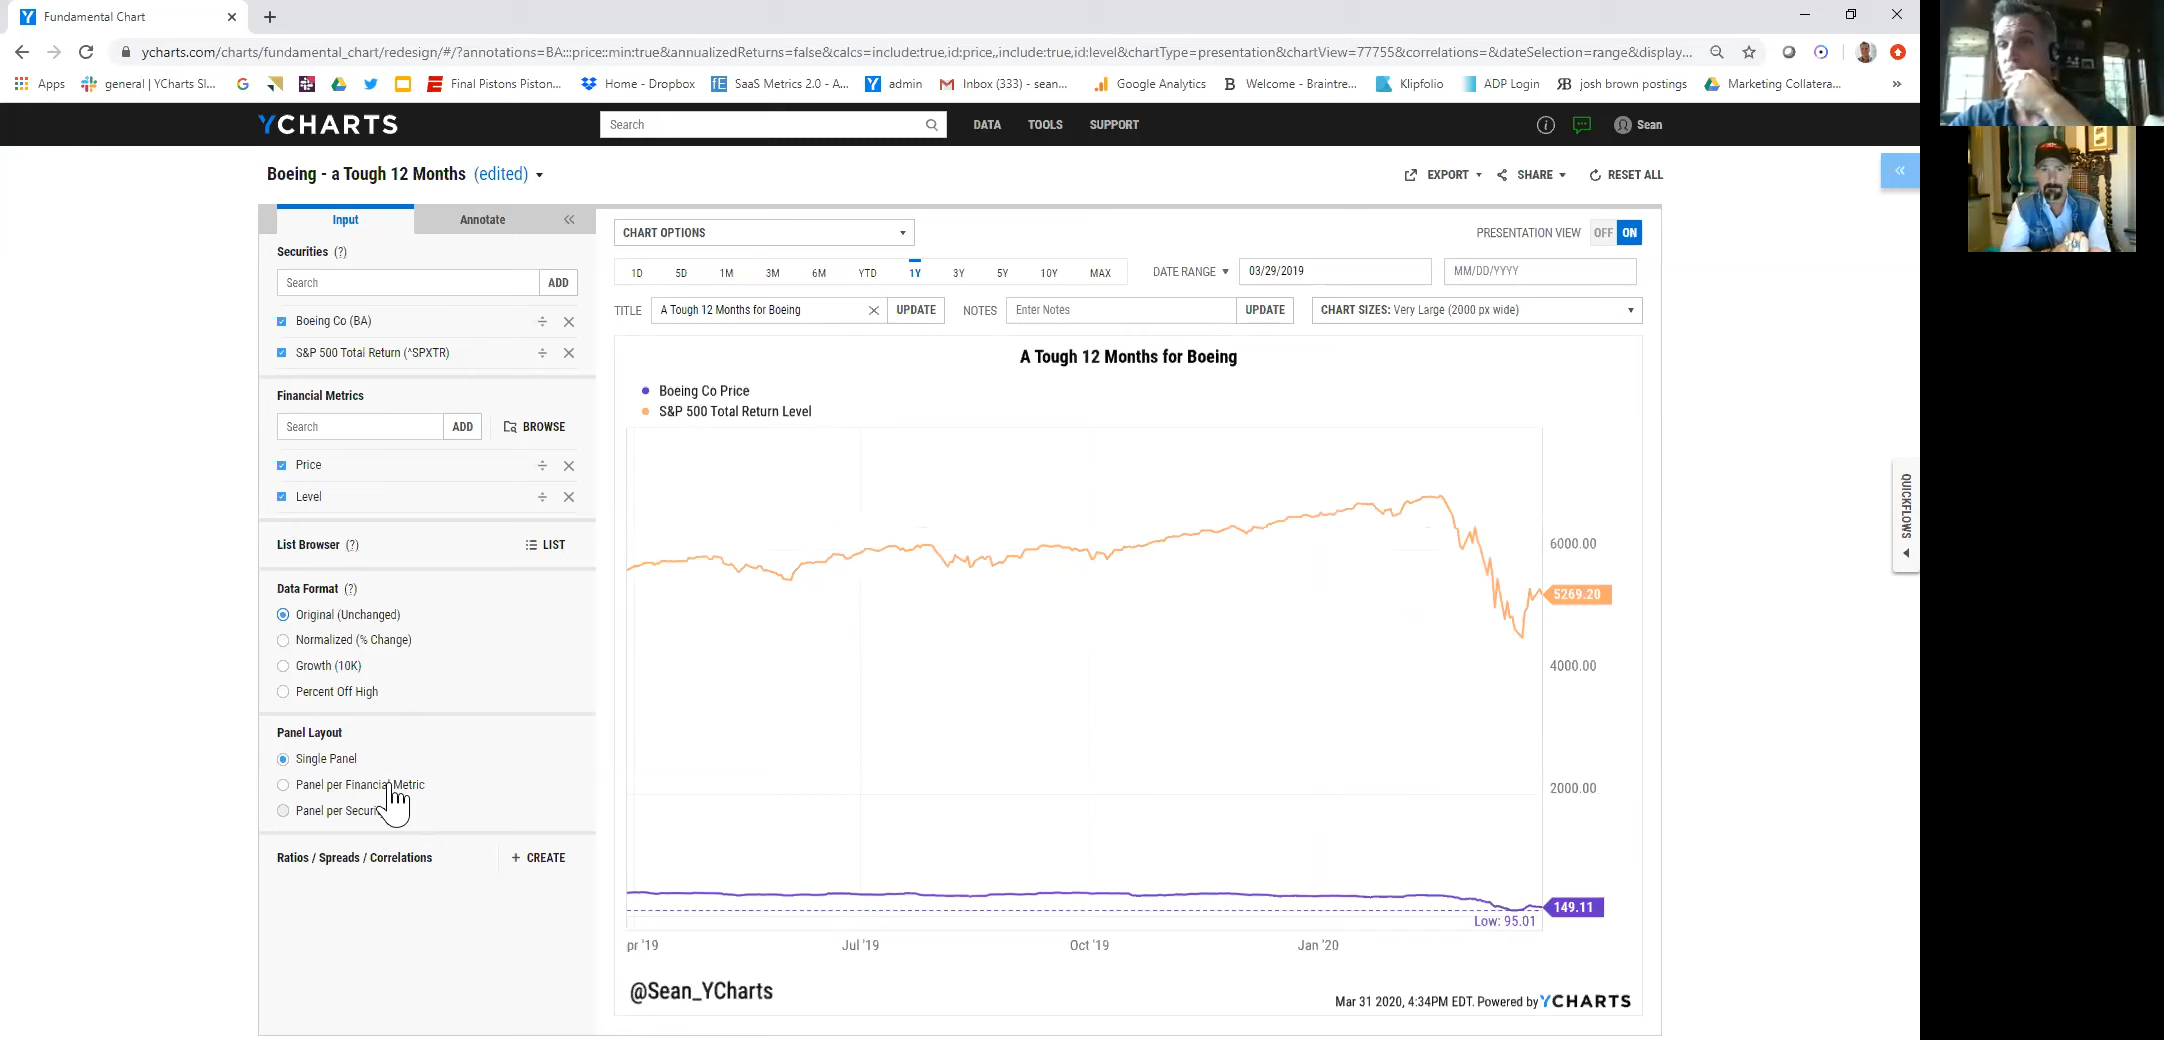 Fundamental Chart
ycharts.com/charts/fundamental_chart/redesign/#/?annotations=BA:::price::min:true&annualizedReturns=false&calcs=include:true,id:price,,include:true,id:level&chartType=presentation&chartView=77755&correlations=&dateSelection=range&display...
Apps general | YCharts Sl... Final Pistons Piston... Home - Dropbox SaaS Metrics 2.0 - A... admin Inbox (333) - sean... Google Analytics Welcome - Braintre... Klipfolio ADP Login josh brown postings Marketing Collatera... »
YCHARTS Search DATA TOOLS SUPPORT Sean
Boeing - a Tough 12 Months (edited) EXPORT SHARE RESET ALL
Input Annotate
Securities (?)
Search ADD
Boeing Co (BA)
S&P 500 Total Return (^SPXTR)
Financial Metrics
Search ADD BROWSE
Price
Level
List Browser (?) LIST
Data Format (?)
Original (Unchanged)
Normalized (% Change)
Growth (10K)
Percent Off High
Panel Layout
Single Panel
Panel per Financial Metric
Panel per Securi
Ratios / Spreads / Correlations + CREATE
CHART OPTIONS PRESENTATION VIEW OFF ON
1D 5D 1M 3M 6M YTD 1Y 3Y 5Y 10Y MAX DATE RANGE 03/29/2019 MM/DD/YYYY
TITLE A Tough 12 Months for Boeing UPDATE NOTES Enter Notes UPDATE CHART SIZES: Very Large (2000 px wide)
A Tough 12 Months for Boeing
Boeing Co Price
S&P 500 Total Return Level
6000.00
5269.20
4000.00
2000.00
149.11
Low: 95.01
pr '19 Jul '19 Oct '19 Jan '20
@Sean_YCharts
Mar 31 2020, 4:34PM EDT. Powered by YCHARTS
QUICKFLOWS